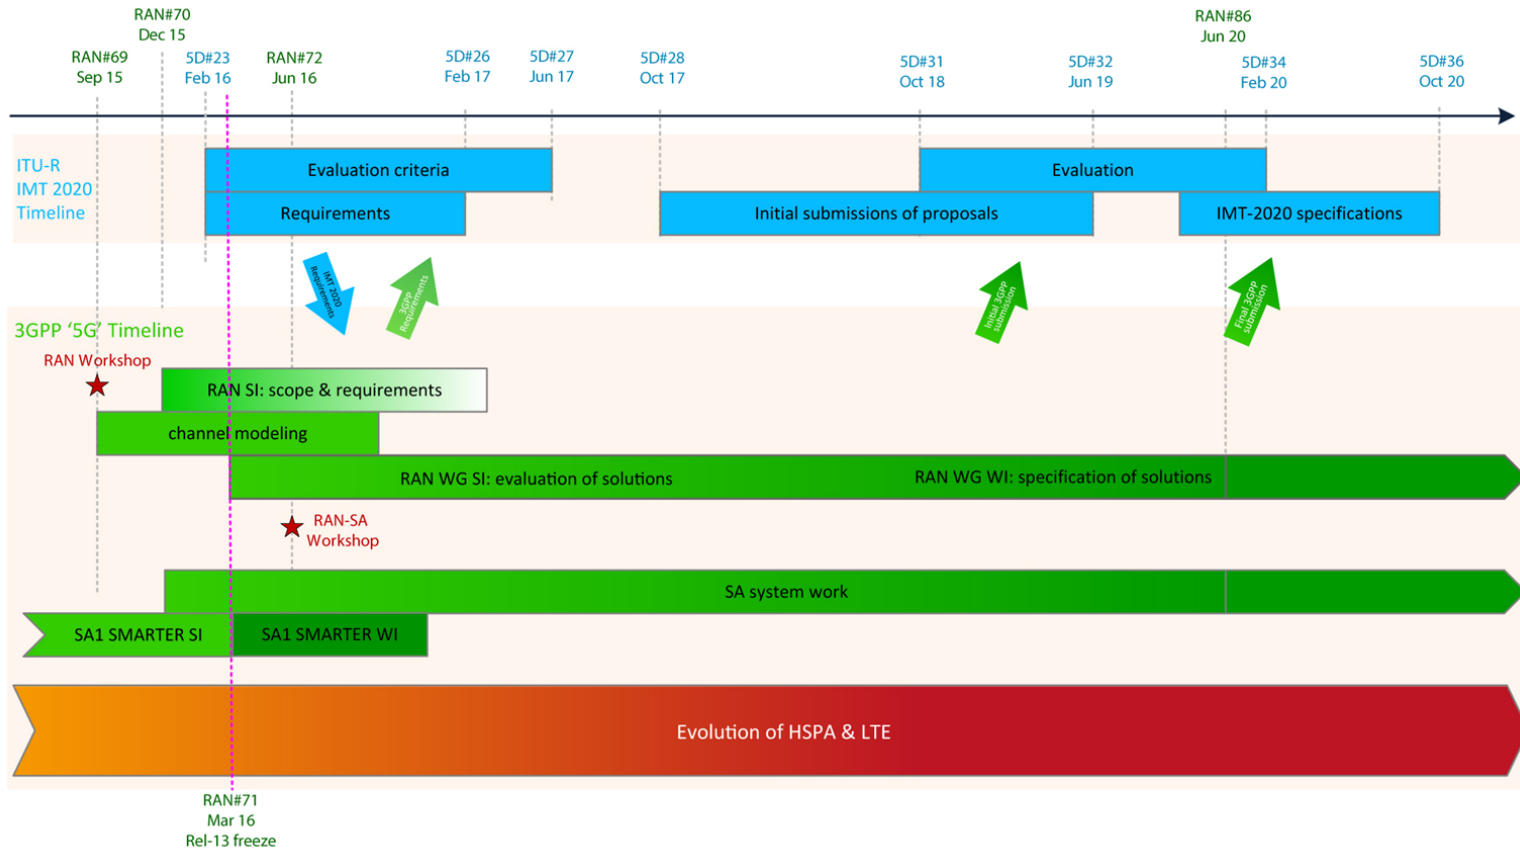 RAN#70
Dec 15
RAN#86
Jun 20
RAN#69
Sep 15
5D#23
Feb 16
RAN#72
Jun 16
5D#26
Feb 17
5D#27
Jun 17
5D#28
Oct 17
5D#31
Oct 18
5D#32
Jun 19
5D#34
Feb 20
5D#36
Oct 20
ITU-R
IMT 2020
Timeline
Evaluation criteria
Evaluation
Requirements
Initial submissions of proposals
IMT-2020 specifications
IMT 2020
Requirements
3GPP
Requirements
Initial 3GPP
submission
Final 3GPP
submission
3GPP ‘5G’ Timeline
RAN Workshop
RAN SI: scope & requirements
channel modeling
RAN WG SI: evaluation of solutions
RAN WG WI: specification of solutions
RAN-SA
Workshop
SA system work
SA1 SMARTER SI
SA1 SMARTER WI
Evolution of HSPA & LTE
RAN#71
Mar 16
Rel-13 freeze